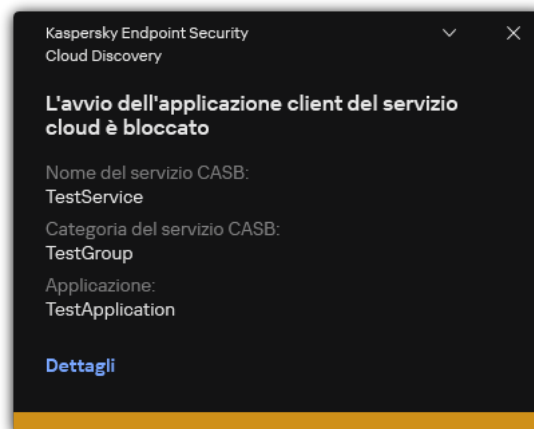 Kaspersky Endpoint Security
Cloud Discovery
L'avvio dell'applicazione client del servizio
cloud è bloccato
Nome del servizio CASB:
TestService
Categoria del servizio CASB:
TestGroup
Applicazione:
TestApplication
Dettagli